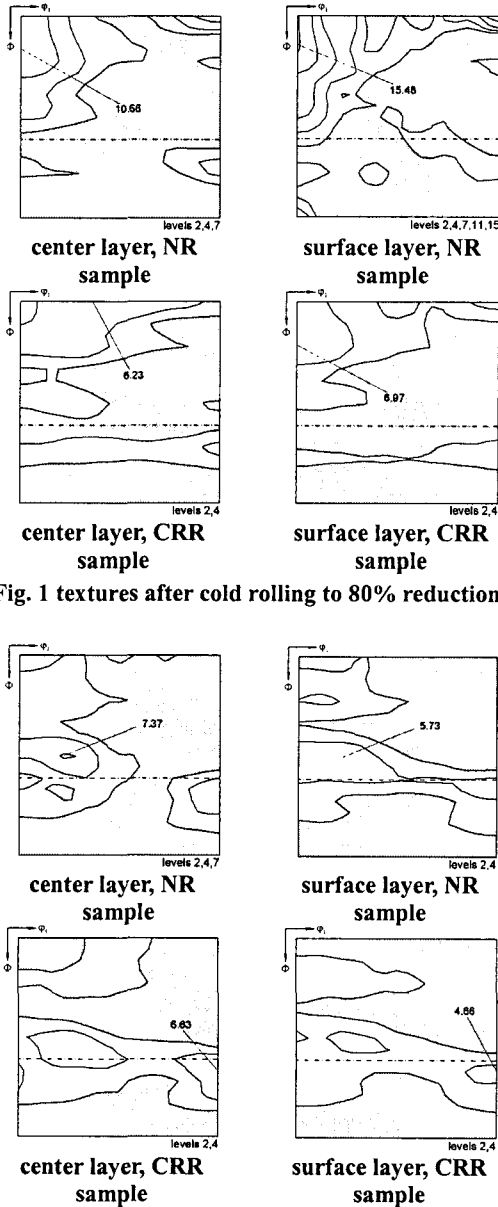 φ₁ φ₁
Φ Φ
10.66 15.48
levels 2,4,7 levels 2,4,7,11,15
center layer, NR surface layer, NR
sample sample
φ₁ φ₁
Φ Φ
6.23 6.97
levels 2,4 levels 2,4
center layer, CRR surface layer, CRR
sample sample
Fig. 1 textures after cold rolling to 80% reduction
φ₁ φ₁
Φ Φ
7.37 5.73
levels 2,4,7 levels 2,4
center layer, NR surface layer, NR
sample sample
φ₁ φ₁
Φ Φ
6.63 4.66
levels 2,4 levels 2,4
center layer, CRR surface layer, CRR
sample sample